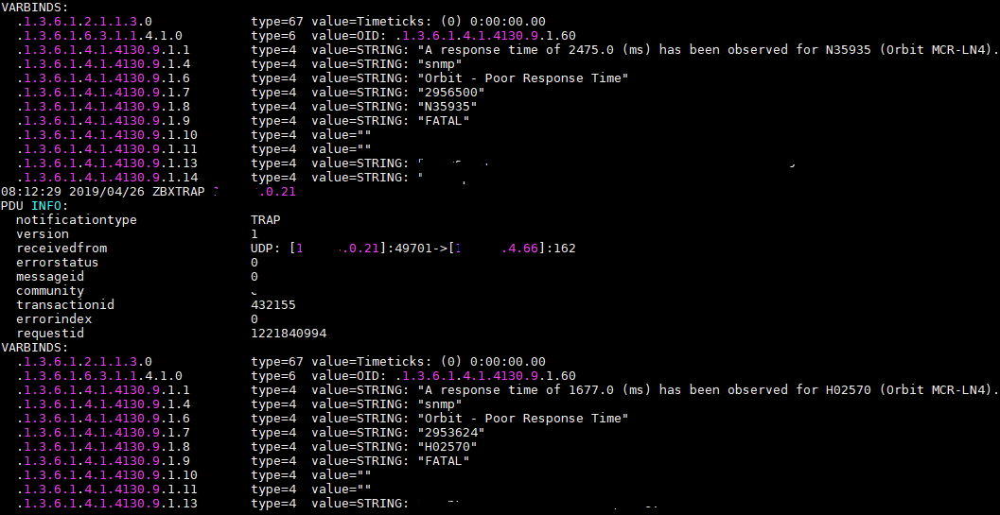 VARBINDS:
.1.3.6.1.2.1.1.3.0 type=67 value=Timeticks: (0) 0:00:00.00
.1.3.6.1.6.3.1.1.4.1.0 type=6 value=OID: .1.3.6.1.4.1.4130.9.1.60
.1.3.6.1.4.1.4130.9.1.1 type=4 value=STRING: "A response time of 2475.0 (ms) has been observed for N35935 (Orbit MCR-LN4).
.1.3.6.1.4.1.4130.9.1.4 type=4 value=STRING: "snmp"
.1.3.6.1.4.1.4130.9.1.6 type=4 value=STRING: "Orbit - Poor Response Time"
.1.3.6.1.4.1.4130.9.1.7 type=4 value=STRING: "2956500"
.1.3.6.1.4.1.4130.9.1.8 type=4 value=STRING: "N35935"
.1.3.6.1.4.1.4130.9.1.9 type=4 value=STRING: "FATAL"
.1.3.6.1.4.1.4130.9.1.10 type=4 value=""
.1.3.6.1.4.1.4130.9.1.11 type=4 value=""
.1.3.6.1.4.1.4130.9.1.13 type=4 value=STRING: "
.1.3.6.1.4.1.4130.9.1.14 type=4 value=STRING: "
08:12:29 2019/04/26 ZBXTRAP .0.21
PDU INFO:
notificationtype TRAP
version 1
receivedfrom UDP: [1 .0.21]:49701->[1 .4.66]:162
errorstatus 0
messageid 0
community
transactionid 432155
errorindex 0
requestid 1221840994
VARBINDS:
.1.3.6.1.2.1.1.3.0 type=67 value=Timeticks: (0) 0:00:00.00
.1.3.6.1.6.3.1.1.4.1.0 type=6 value=OID: .1.3.6.1.4.1.4130.9.1.60
.1.3.6.1.4.1.4130.9.1.1 type=4 value=STRING: "A response time of 1677.0 (ms) has been observed for H02570 (Orbit MCR-LN4).
.1.3.6.1.4.1.4130.9.1.4 type=4 value=STRING: "snmp"
.1.3.6.1.4.1.4130.9.1.6 type=4 value=STRING: "Orbit - Poor Response Time"
.1.3.6.1.4.1.4130.9.1.7 type=4 value=STRING: "2953624"
.1.3.6.1.4.1.4130.9.1.8 type=4 value=STRING: "H02570"
.1.3.6.1.4.1.4130.9.1.9 type=4 value=STRING: "FATAL"
.1.3.6.1.4.1.4130.9.1.10 type=4 value=""
.1.3.6.1.4.1.4130.9.1.11 type=4 value=""
.1.3.6.1.4.1.4130.9.1.13 type=4 value=STRING: